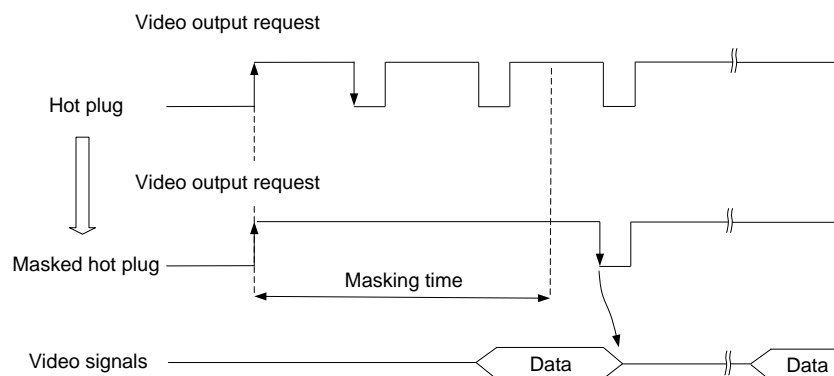 Video output request
Hot plug
Video output request
Masked hot plug
Masking time
Video signals
Data
Data